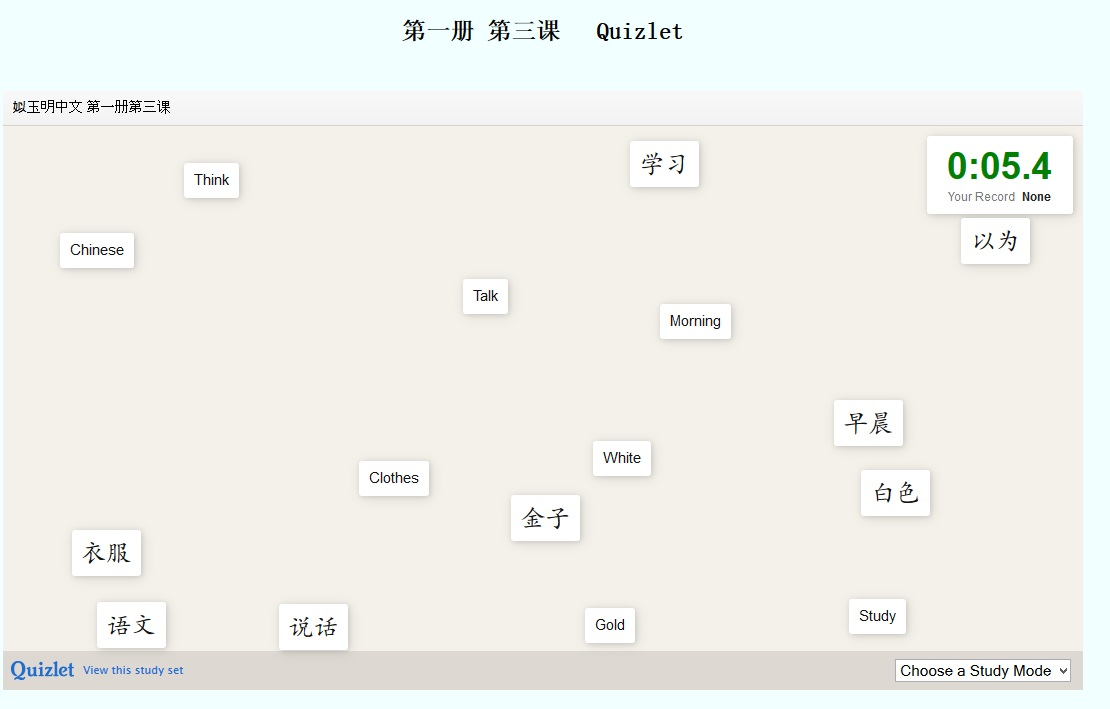 第一册 第三课 Quizlet
姒玉明中文 第一册第三课
学习
0:05.4
Think
Your Record None
以为
Chinese
Talk
Morning
早晨
White
Clothes
白色
金子
衣服
Study
语文
说话
Gold
Quizlet View this study set
Choose a Study Mode